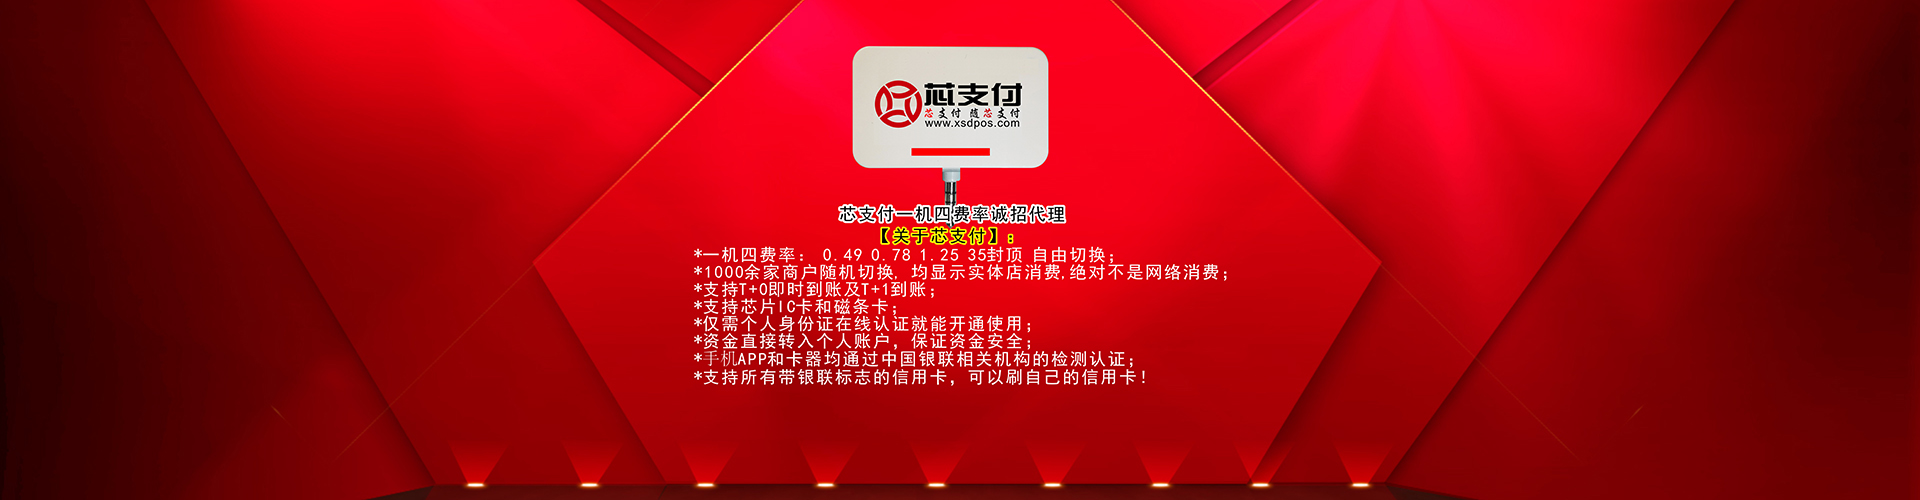 芯支付
芯支付 随芯支付
www.xsdpos.com
芯支付一机四费率诚招代理
【关于芯支付】:
*一机四费率: 0.49 0.78 1.25 35封顶 自由切换;
*1000余家商户随机切换, 均显示实体店消费,绝对不是网络消费;
*支持T+0即时到账及T+1到账;
*支持芯片IC卡和磁条卡;
*仅需个人身份证在线认证就能开通使用;
*资金直接转入个人账户, 保证资金安全;
*手机APP和卡器均通过中国银联相关机构的检测认证;
*支持所有带银联标志的信用卡, 可以刷自己的信用卡!